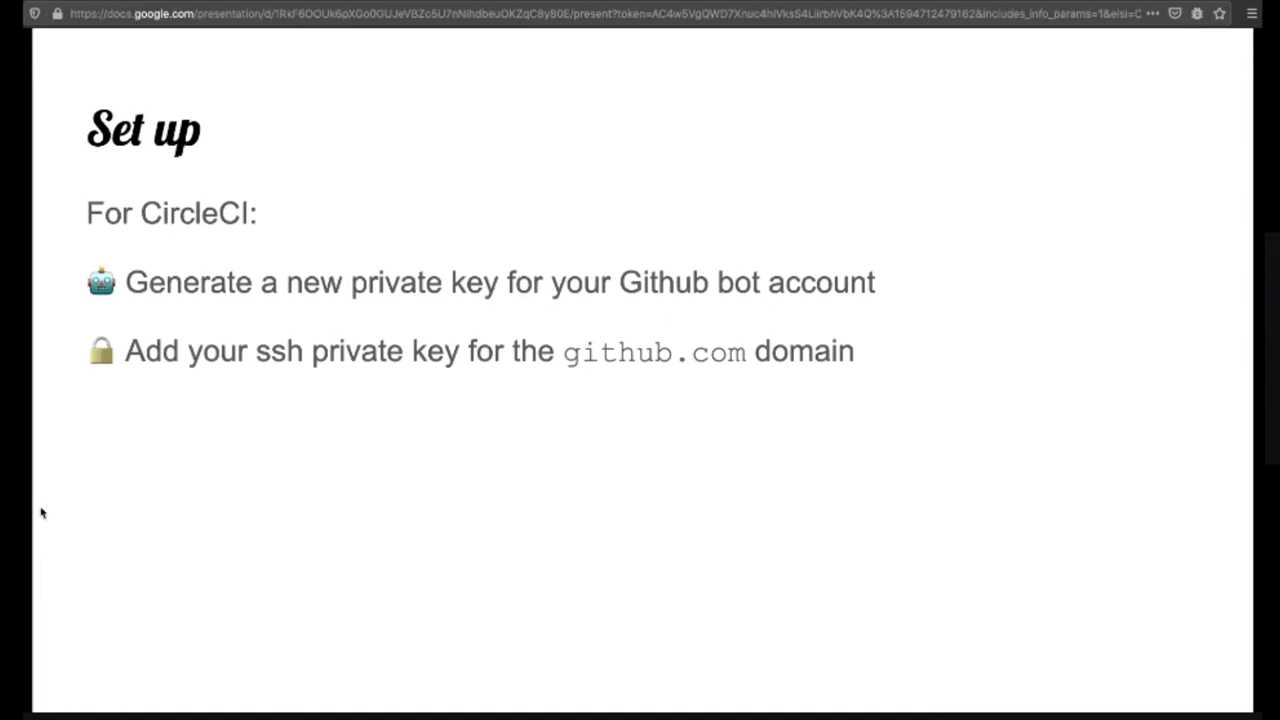 Set up
For CircleCI:
🤖 Generate a new private key for your Github bot account
🔒 Add your ssh private key for the github.com domain